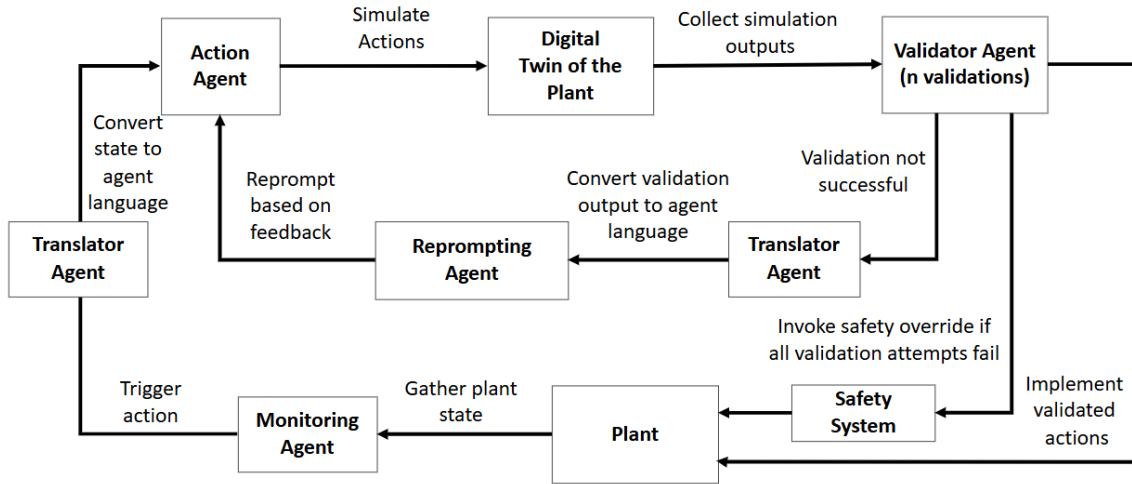 Simulate
Actions
Collect simulation
outputs
Action
Agent
Digital
Twin of the
Plant
Validator Agent
(n validations)
Convert
state to
agent
language
Reprompt
based on
feedback
Convert validation
output to agent
language
Validation not
successful
Translator
Agent
Reprompting
Agent
Translator
Agent
Invoke safety override if
all validation attempts fail
Trigger
action
Gather plant
state
Implement
validated
actions
Monitoring
Agent
Plant
Safety
System